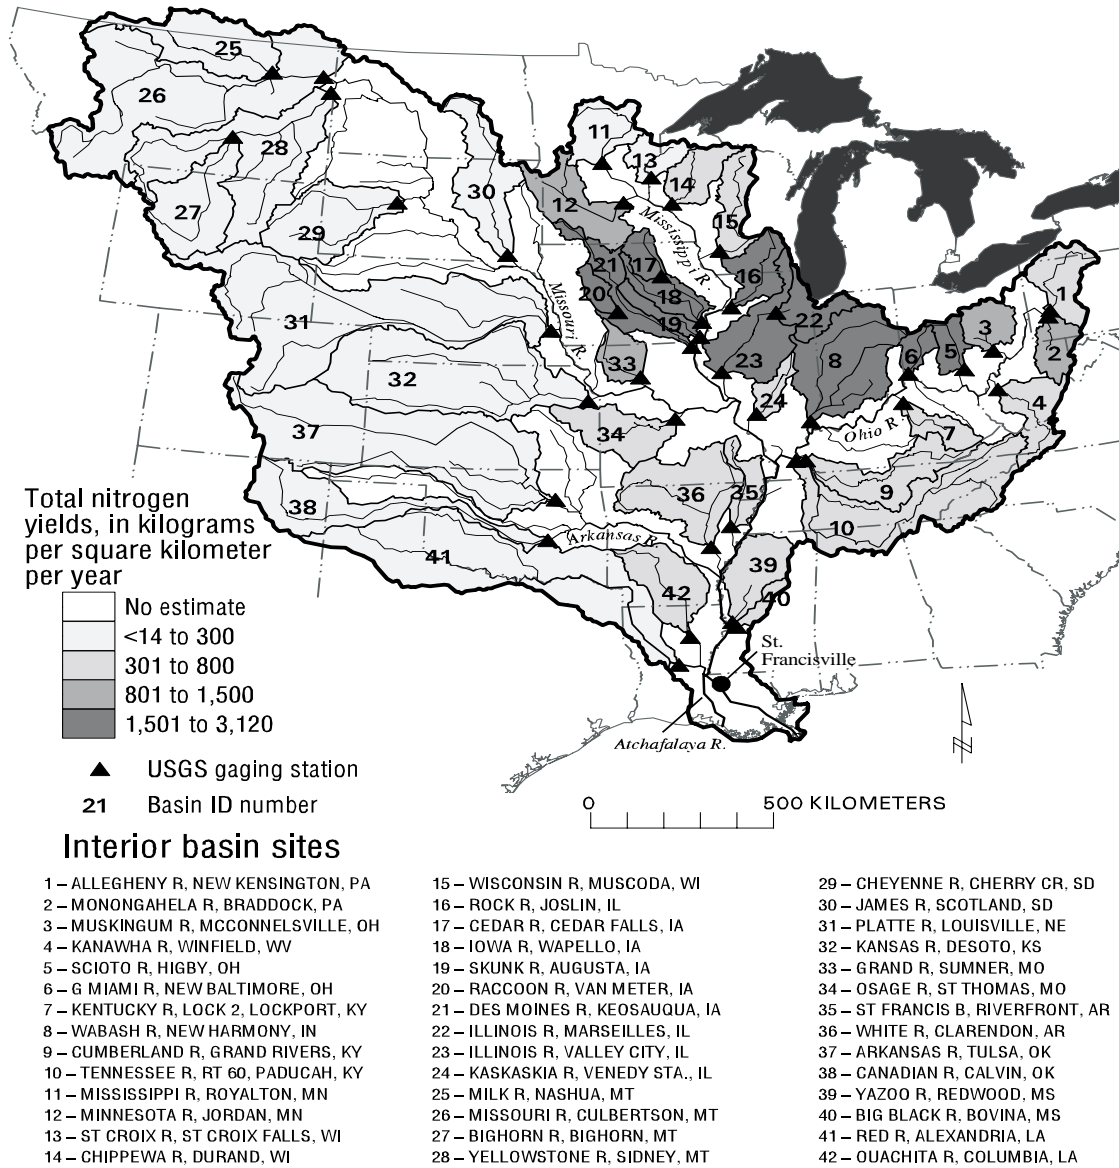 25
26
11
28
13
30
14
12
27
15
Mississippi R
29
21
17
16
1
20
18
Missouri R.
31
22
19
3
23
8
6
5
2
33
32
24
4
34
Ohio R.
7
37
Total nitrogen
yields, in kilograms
per square kilometer
per year
36
35
9
38
10
Arkansas R
41
39
42
40
No estimate
<14 to 300
301 to 800
801 to 1,500
1,501 to 3,120
St.
Francisville
Atchafalaya R.
USGS gaging station
21 Basin ID number
0 500 KILOMETERS
N
Interior basin sites
1 – ALLEGHENY R, NEW KENSINGTON, PA
2 – MONONGAHELA R, BRADDOCK, PA
3 – MUSKINGUM R, MCCONNELSVILLE, OH
4 – KANAWHA R, WINFIELD, WV
5 – SCIOTO R, HIGBY, OH
6 – G MIAMI R, NEW BALTIMORE, OH
7 – KENTUCKY R, LOCK 2, LOCKPORT, KY
8 – WABASH R, NEW HARMONY, IN
9 – CUMBERLAND R, GRAND RIVERS, KY
10 – TENNESSEE R, RT 60, PADUCAH, KY
11 – MISSISSIPPI R, ROYALTON, MN
12 – MINNESOTA R, JORDAN, MN
13 – ST CROIX R, ST CROIX FALLS, WI
14 – CHIPPEWA R, DURAND, WI
15 – WISCONSIN R, MUSCODA, WI
16 – ROCK R, JOSLIN, IL
17 – CEDAR R, CEDAR FALLS, IA
18 – IOWA R, WAPELLO, IA
19 – SKUNK R, AUGUSTA, IA
20 – RACCOON R, VAN METER, IA
21 – DES MOINES R, KEOSAUQUA, IA
22 – ILLINOIS R, MARSEILLES, IL
23 – ILLINOIS R, VALLEY CITY, IL
24 – KASKASKIA R, VENEDY STA., IL
25 – MILK R, NASHUA, MT
26 – MISSOURI R, CULBERTSON, MT
27 – BIGHORN R, BIGHORN, MT
28 – YELLOWSTONE R, SIDNEY, MT
29 – CHEYENNE R, CHERRY CR, SD
30 – JAMES R, SCOTLAND, SD
31 – PLATTE R, LOUISVILLE, NE
32 – KANSAS R, DESOTO, KS
33 – GRAND R, SUMNER, MO
34 – OSAGE R, ST THOMAS, MO
35 – ST FRANCIS B, RIVERFRONT, AR
36 – WHITE R, CLARENDON, AR
37 – ARKANSAS R, TULSA, OK
38 – CANADIAN R, CALVIN, OK
39 – YAZOO R, REDWOOD, MS
40 – BIG BLACK R, BOVINA, MS
41 – RED R, ALEXANDRIA, LA
42 – OUACHITA R, COLUMBIA, LA